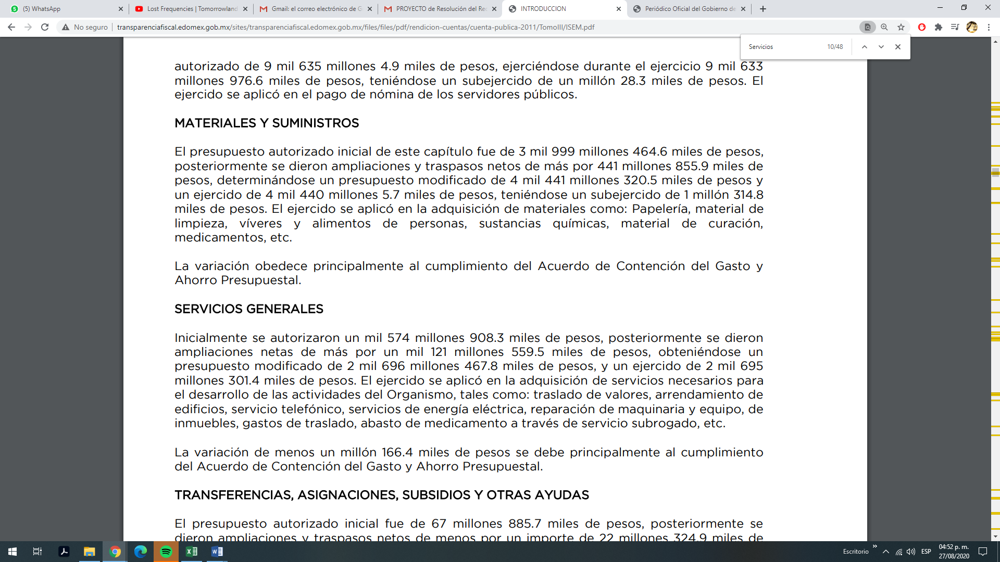 (5) WhatsApp
Lost Frequencies | Tomorrowland
Gmail: el correo electrónico de G
PROYECTO de Resolución del Rec
INTRODUCCION
Periódico Oficial del Gobierno de
No seguro
transparenciafiscal.edomex.gob.mx/sites/transparenciafiscal.edomex.gob.mx/files/files/pdf/rendicion-cuentas/cuenta-publica-2011/TomoIII/ISEM.pdf
Servicios 10/48
autorizado de 9 mil 635 millones 4.9 miles de pesos, ejerciéndose durante el ejercicio 9 mil 633
millones 976.6 miles de pesos, teniéndose un subejercido de un millón 28.3 miles de pesos. El
ejercido se aplicó en el pago de nómina de los servidores públicos.
MATERIALES Y SUMINISTROS
El presupuesto autorizado inicial de este capítulo fue de 3 mil 999 millones 464.6 miles de pesos,
posteriormente se dieron ampliaciones y traspasos netos de más por 441 millones 855.9 miles de
pesos, determinándose un presupuesto modificado de 4 mil 441 millones 320.5 miles de pesos y
un ejercido de 4 mil 440 millones 5.7 miles de pesos, teniéndose un subejercido de 1 millón 314.8
miles de pesos. El ejercido se aplicó en la adquisición de materiales como: Papelería, material de
limpieza, víveres y alimentos de personas, sustancias químicas, material de curación,
medicamentos, etc.
La variación obedece principalmente al cumplimiento del Acuerdo de Contención del Gasto y
Ahorro Presupuestal.
SERVICIOS GENERALES
Inicialmente se autorizaron un mil 574 millones 908.3 miles de pesos, posteriormente se dieron
ampliaciones netas de más por un mil 121 millones 559.5 miles de pesos, obteniéndose un
presupuesto modificado de 2 mil 696 millones 467.8 miles de pesos, y un ejercido de 2 mil 695
millones 301.4 miles de pesos. El ejercido se aplicó en la adquisición de servicios necesarios para
el desarrollo de las actividades del Organismo, tales como: traslado de valores, arrendamiento de
edificios, servicio telefónico, servicios de energía eléctrica, reparación de maquinaria y equipo, de
inmuebles, gastos de traslado, abasto de medicamento a través de servicio subrogado, etc.
La variación de menos un millón 166.4 miles de pesos se debe principalmente al cumplimiento
del Acuerdo de Contención del Gasto y Ahorro Presupuestal.
TRANSFERENCIAS, ASIGNACIONES, SUBSIDIOS Y OTRAS AYUDAS
El presupuesto autorizado inicial fue de 67 millones 885.7 miles de pesos, posteriormente se
dieron ampliaciones y traspasos netos de menos por un importe de 22 millones 324.9 miles de
Escritorio
ESP
04:52 p. m.
27/08/2020